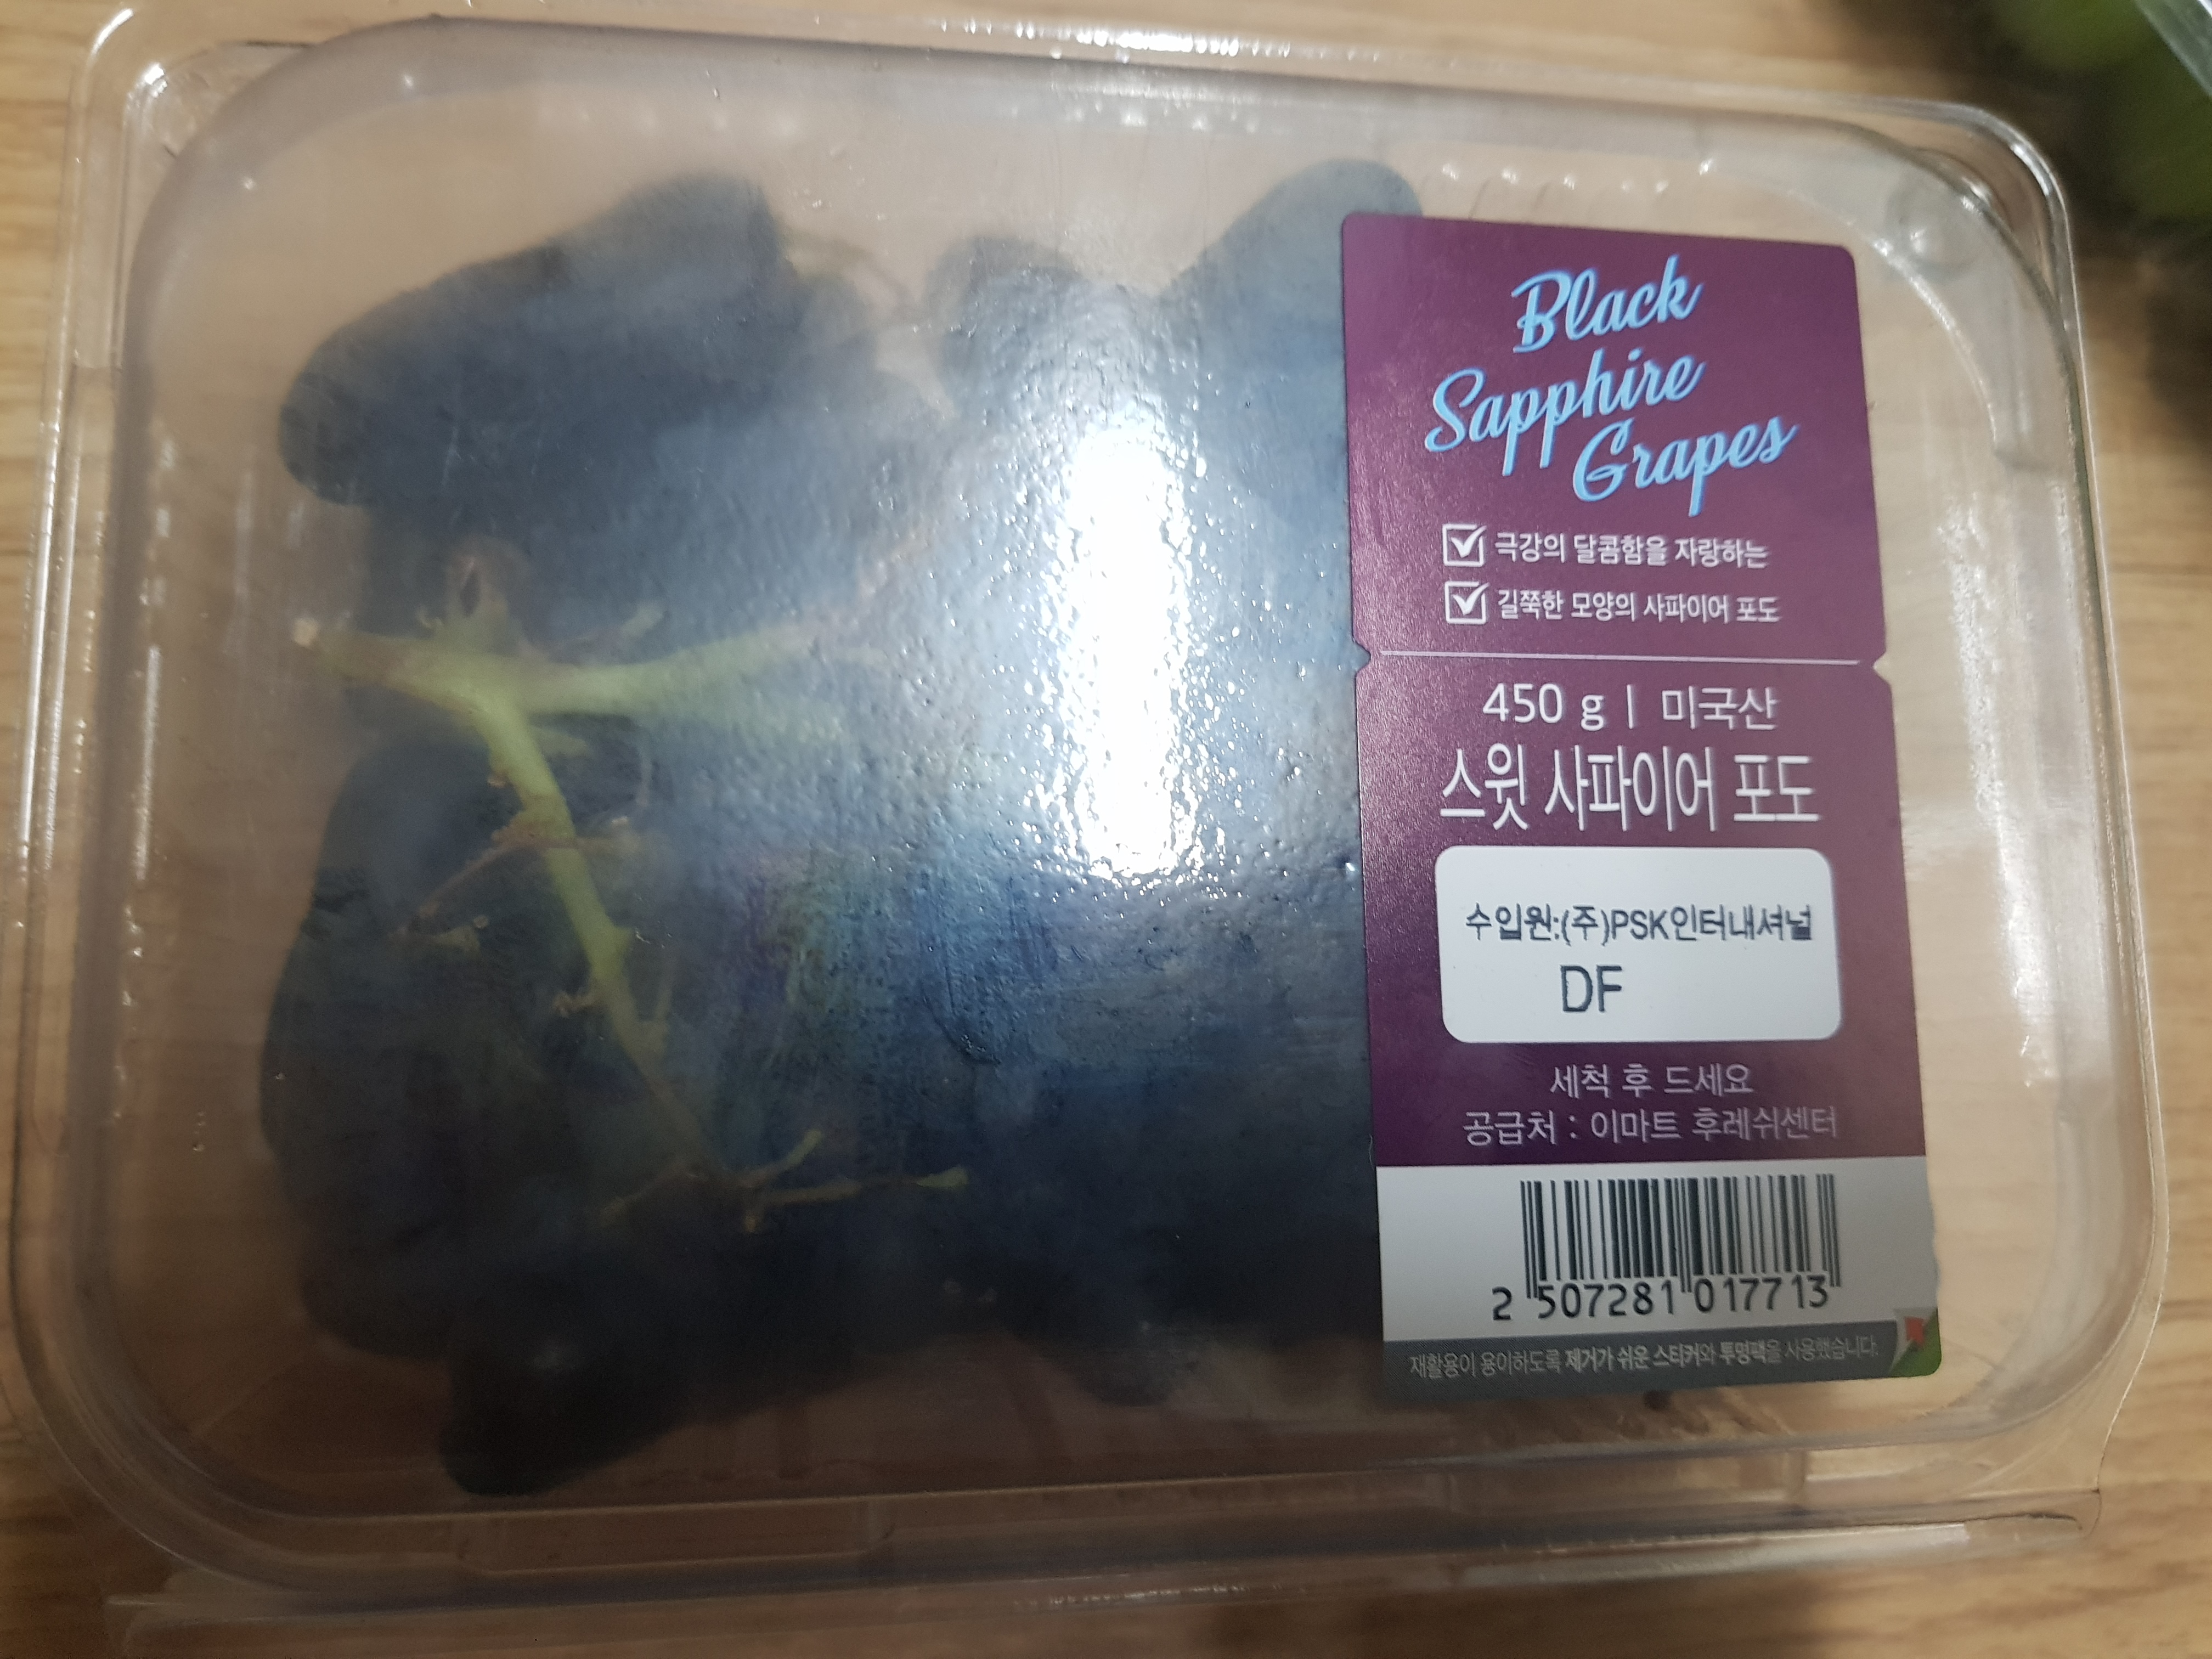 Black
Sapphire
Grapes
극강의 달콤함을 자랑하는
길쭉한 모양의 사파이어 포도
450 g | 미국산
스윗 사파이어 포도
수입원:(주)PSK인터내셔널
DF
세척 후 드세요
공급처 : 이마트 후레쉬센터
2 507281 017713
재활용이 용이하도록 제거가 쉬운 스티커와 투명팩을 사용했습니다.